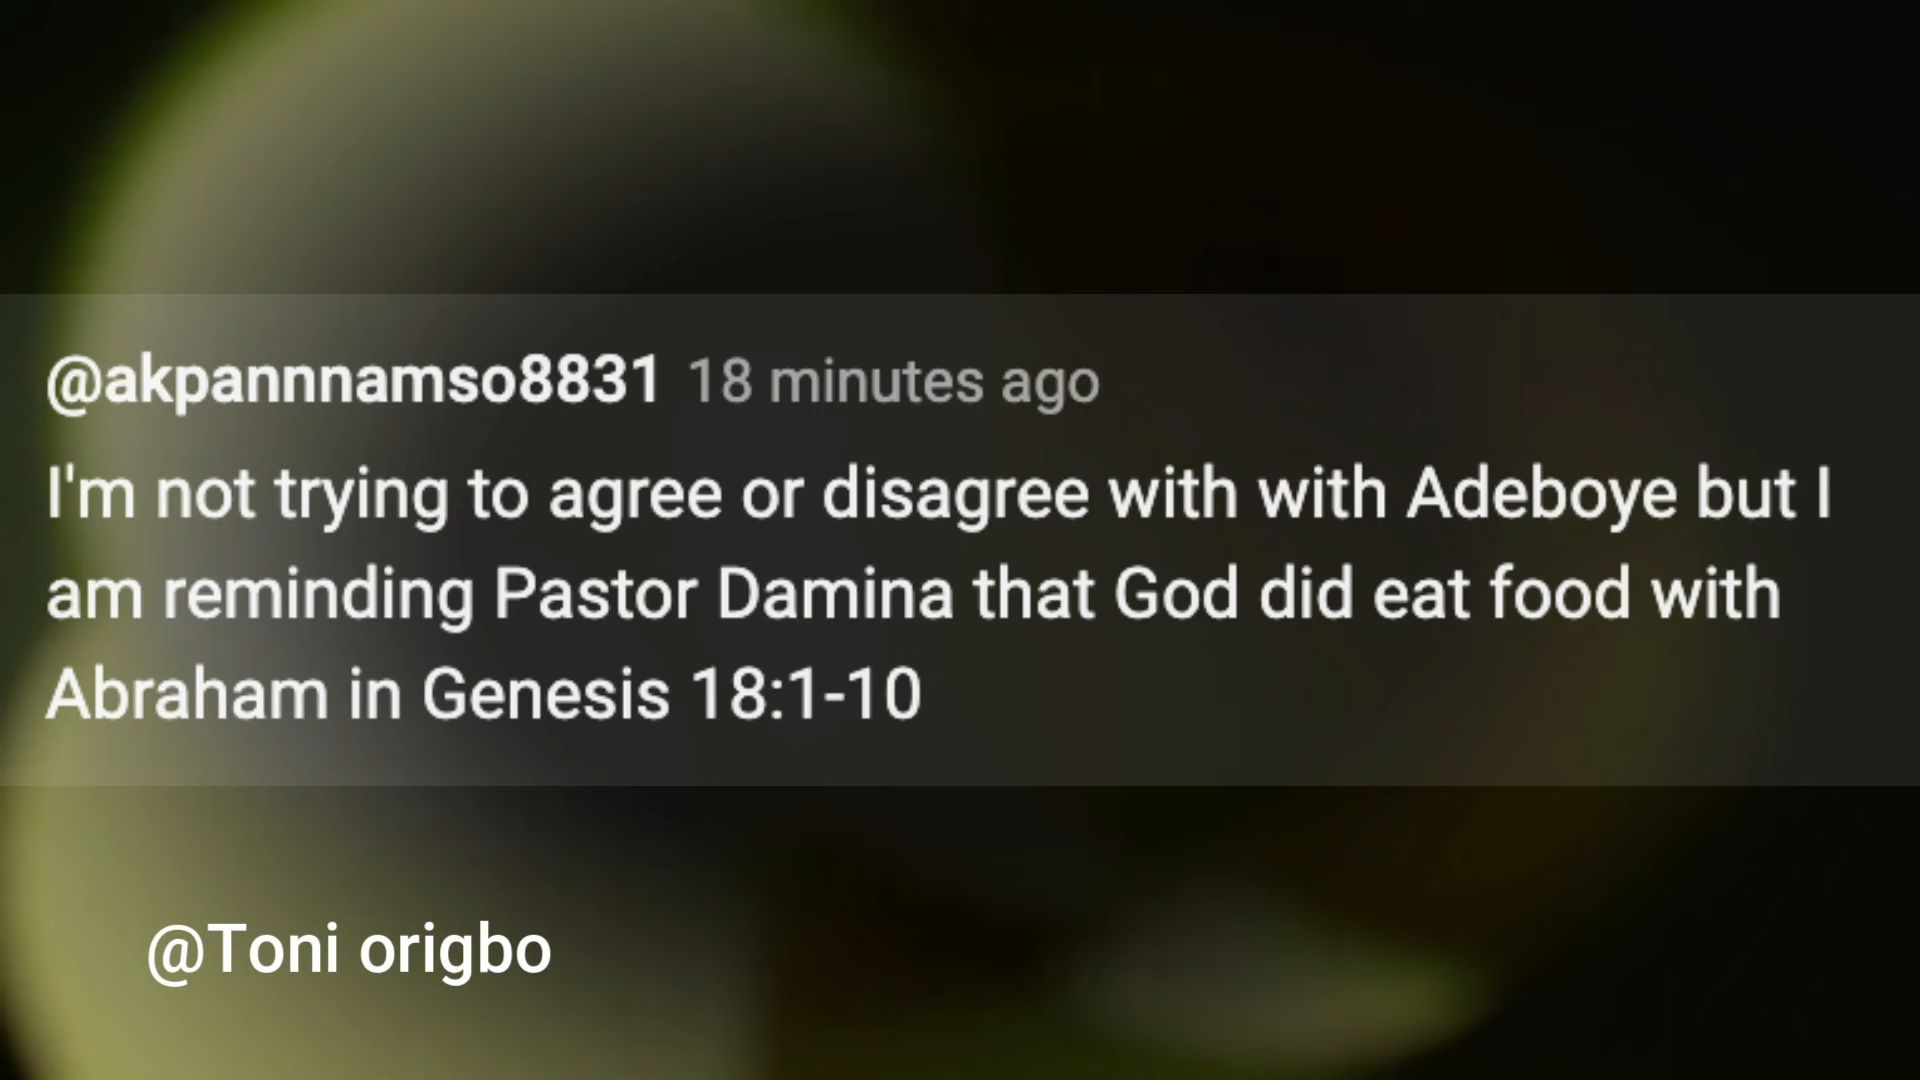 @akpannnamso8831 18 minutes ago
I'm not trying to agree or disagree with with Adeboye but I
am reminding Pastor Damina that God did eat food with
Abraham in Genesis 18:1-10
@Toni origbo